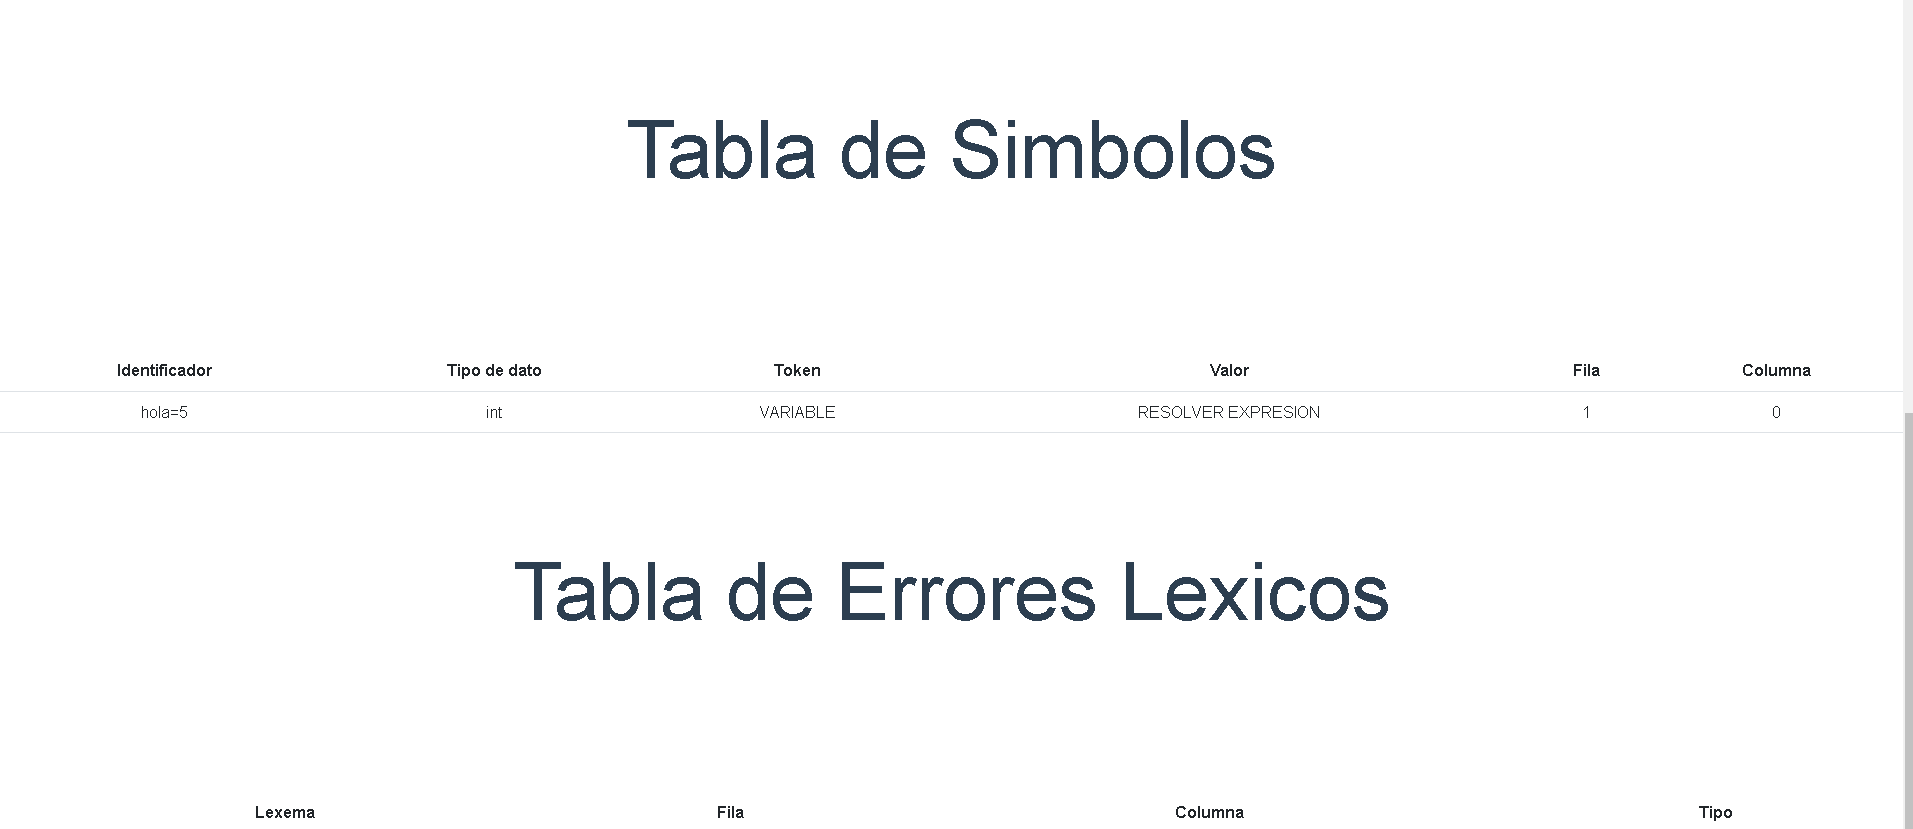 Tabla de Simbolos
Identificador Tipo de dato Token Valor Fila Columna
hola=5 int VARIABLE RESOLVER EXPRESION 1 0
Tabla de Errores Lexicos
Lexema Fila Columna Tipo